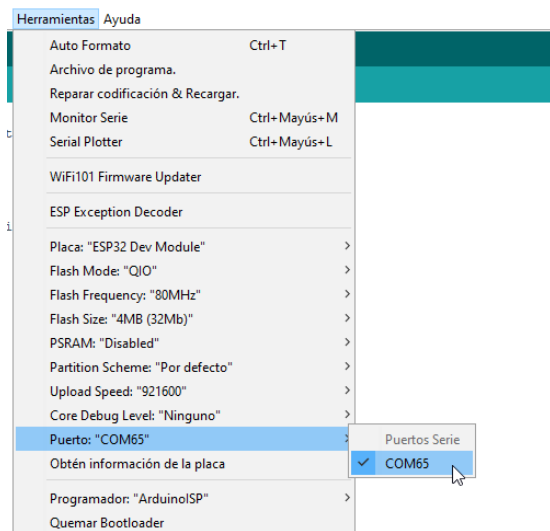 Herramientas Ayuda
Auto Formato Ctrl+T
Archivo de programa.
Reparar codificación & Recargar.
Monitor Serie Ctrl+Mayús+M
Serial Plotter Ctrl+Mayús+L
WiFi101 Firmware Updater
ESP Exception Decoder
Placa: "ESP32 Dev Module"
Flash Mode: "QIO"
Flash Frequency: "80MHz"
Flash Size: "4MB (32Mb)"
PSRAM: "Disabled"
Partition Scheme: "Por defecto"
Upload Speed: "921600"
Core Debug Level: "Ninguno"
Puerto: "COM65"
Puertos Serie
COM65
Obtén información de la placa
Programador: "ArduinoISP"
Quemar Bootloader